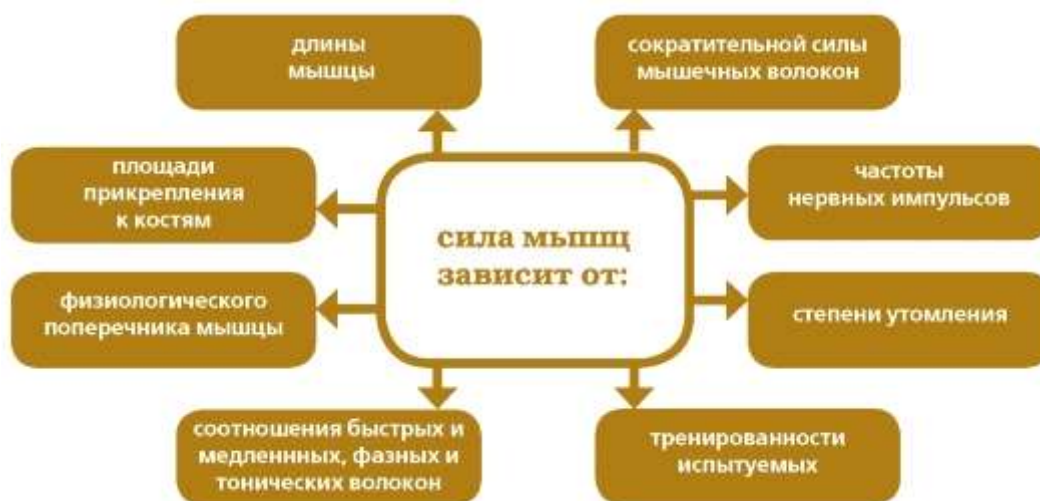 длины
мышцы
сократительной силы
мышечных волокон
площади
прикрепления
к костям
частоты
нервных импульсов
сила мышц
зависит от:
физиологического
поперечника мышцы
степени утомления
соотношения быстрых и
медленнных, фазных и
тонических волокон
тренированности
испытуемых